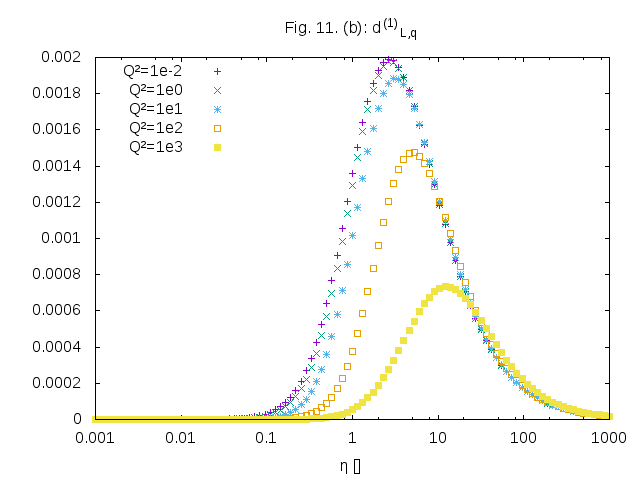 Fig. 11. (b): d^(1)_L,q
Q²=1e-2
Q²=1e0
Q²=1e1
Q²=1e2
Q²=1e3
0.002
0.0018
0.0016
0.0014
0.0012
0.001
0.0008
0.0006
0.0004
0.0002
0
0.001 0.01 0.1 1 10 100 1000
η []